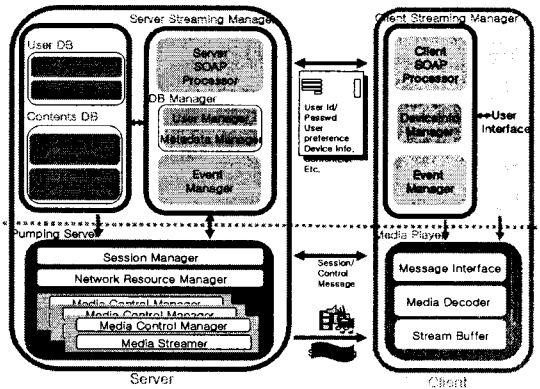 Server Streaming Manager
Client Streaming Manager
User DB
Contents DB
Server
SOAP
Processor
DB Manager
User Manager
Metadata Manager
Event
Manager
User Id/
Passwd
User
preference
Device Info,
Etc.
Client
SOAP
Processor
DeviceInfo
Manager
Event
Manager
User
Interface
Pumping Server
Session Manager
Network Resource Manager
Media Control Manager
Media Control Manager
Media Control Manager
Media Streamer
Session/
Control
Message
Media Player
Message Interface
Media Decoder
Stream Buffer
Server
Client